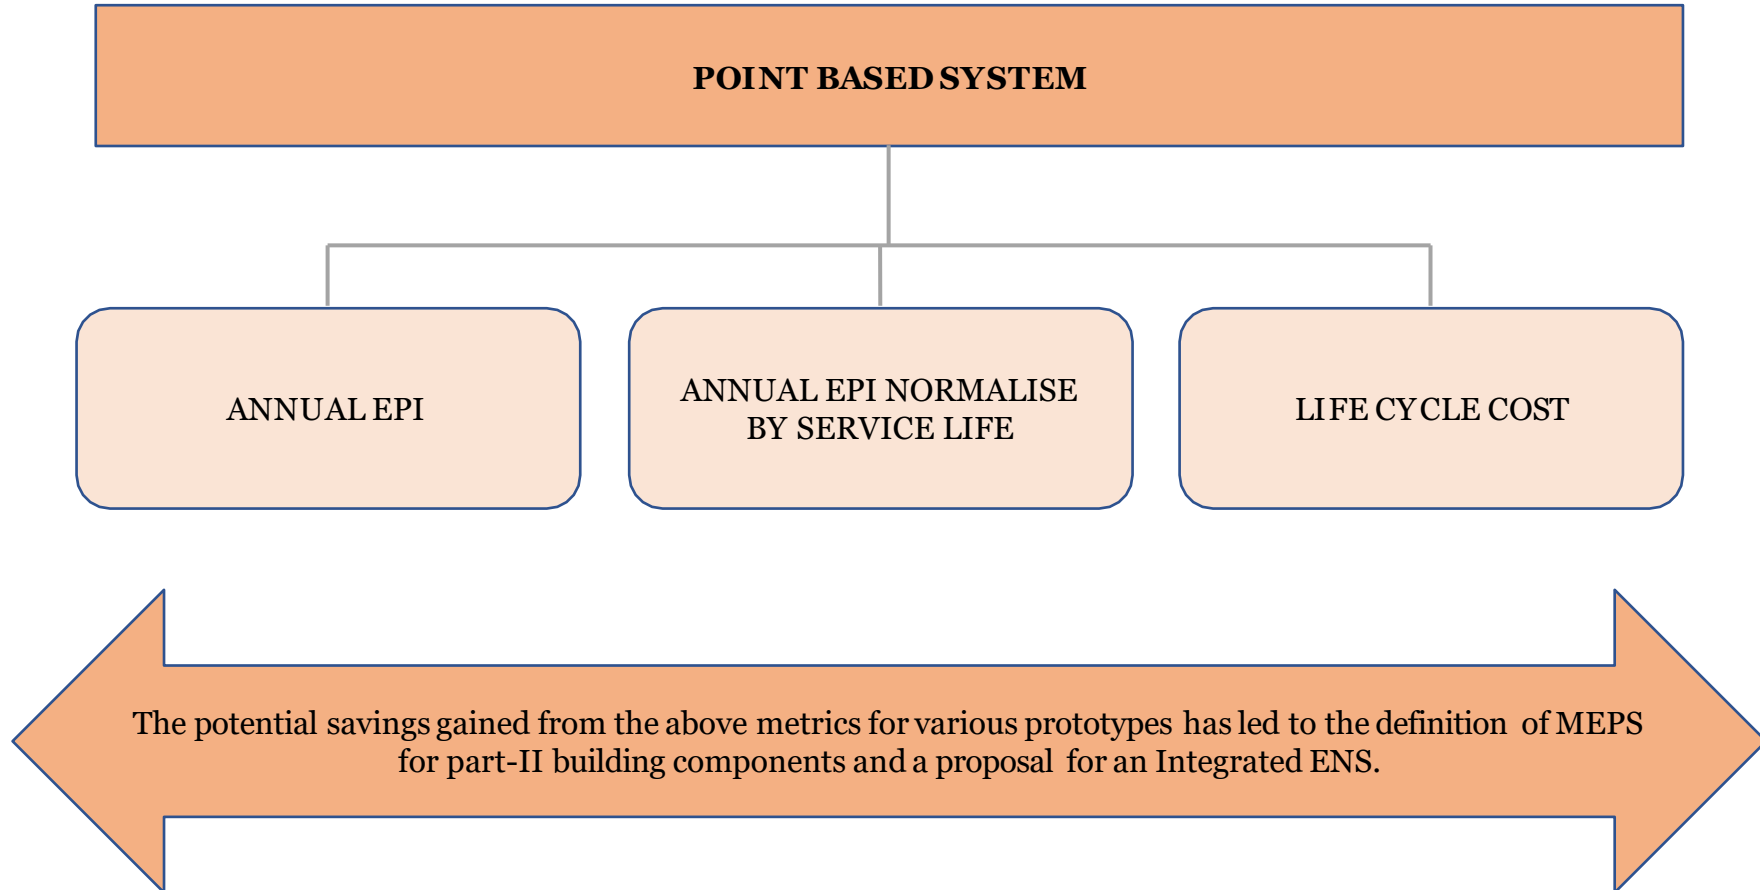 POINT BASED SYSTEM
ANNUAL EPI
ANNUAL EPI NORMALISE
BY SERVICE LIFE
LIFE CYCLE COST
The potential savings gained from the above metrics for various prototypes has led to the definition of MEPS
for part-II building components and a proposal for an Integrated ENS.